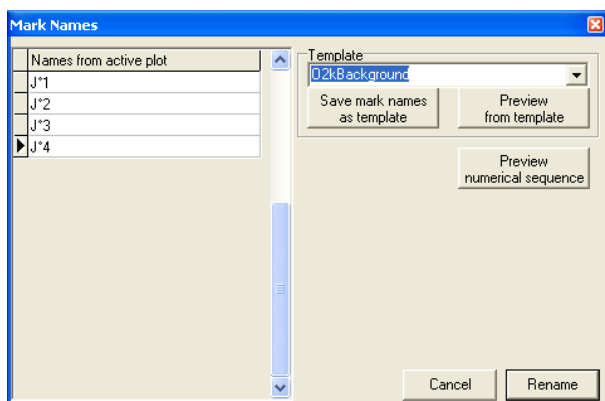 Mark Names
Names from active plot
J°1
J°2
J°3
J°4
Template
O2kBackground
Save mark names
as template
Preview
from template
Preview
numerical sequence
Cancel
Rename